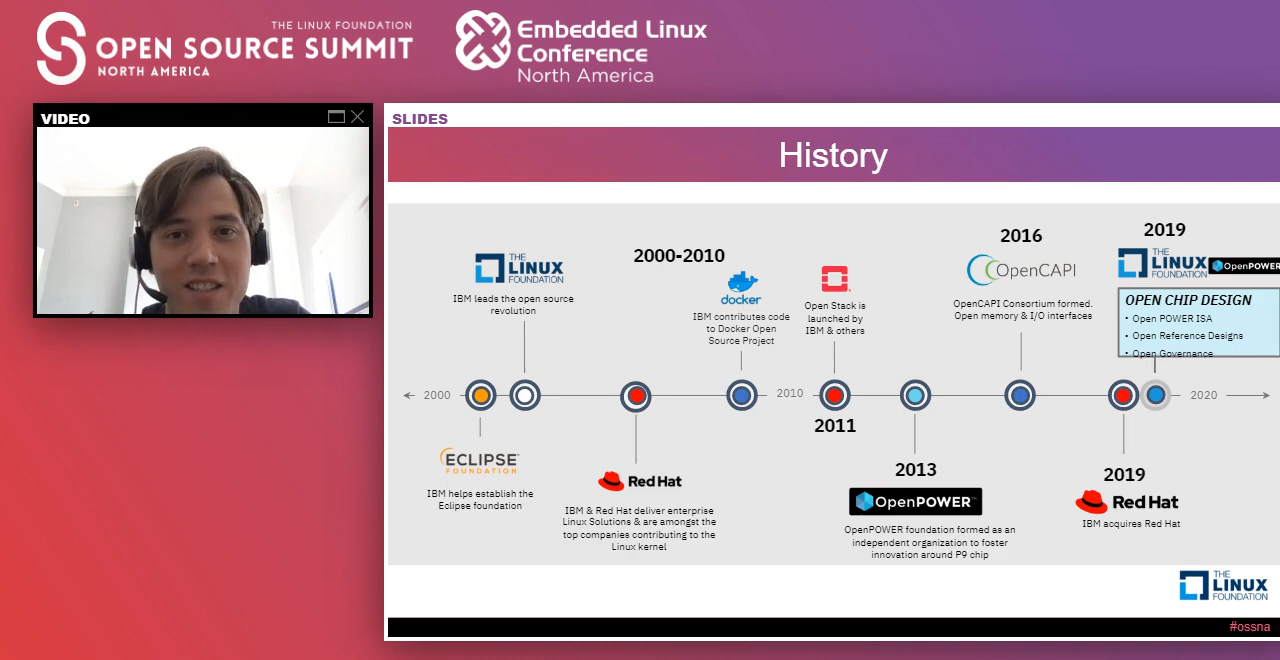 THE LINUX FOUNDATION
OPEN SOURCE SUMMIT
NORTH AMERICA
Embedded Linux
Conference
North America
VIDEO
SLIDES
History
THE
LINUX
FOUNDATION
IBM leads the open source
revolution
2000-2010
docker
IBM contributes code
to Docker Open
Source Project
Open Stack is
launched by
IBM & others
2016
OpenCAPI
OpenCAPI Consortium formed.
Open memory & I/O interfaces
2019
THE
LINUX
FOUNDATION
OpenPOWER
OPEN CHIP DESIGN
• Open POWER ISA
• Open Reference Designs
• Open Governance
2000
2010
2020
ECLIPSE™
FOUNDATION
IBM helps establish the
Eclipse foundation
Red Hat
IBM & Red Hat deliver enterprise
Linux Solutions & are amongst the
top companies contributing to the
Linux kernel
2011
2013
OpenPOWER™
OpenPOWER foundation formed as an
independent organization to foster
innovation around P9 chip
2019
Red Hat
IBM acquires Red Hat
THE
LINUX
FOUNDATION
#ossna